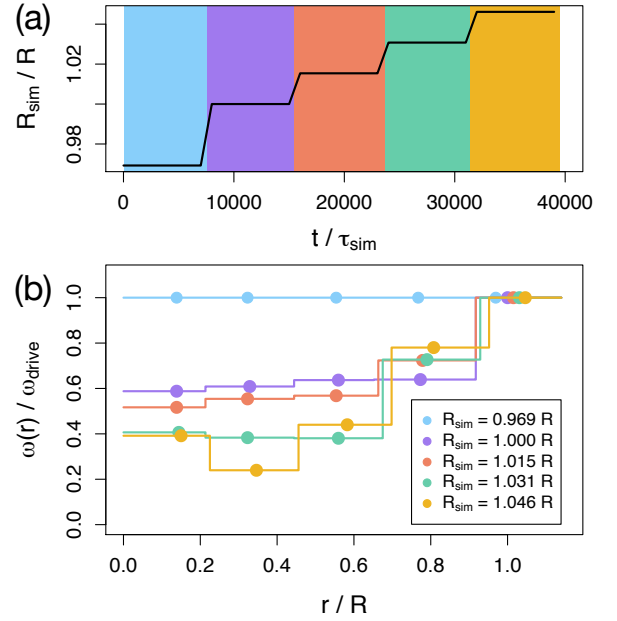 (a)
R_sim / R
1.02
0.98
0 10000 20000 30000 40000
t / τ_sim
(b)
ω(r) / ω_drive
1.0
0.8
0.6
0.4
0.2
0.0
R_sim = 0.969 R
R_sim = 1.000 R
R_sim = 1.015 R
R_sim = 1.031 R
R_sim = 1.046 R
0.0 0.2 0.4 0.6 0.8 1.0
r / R